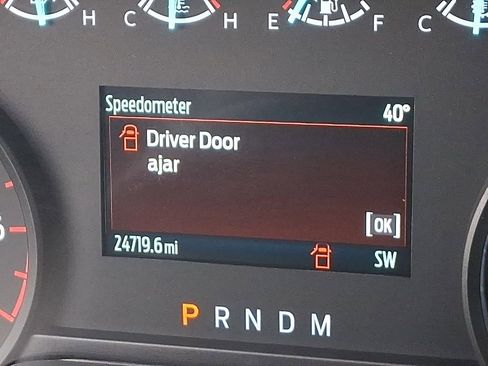 H C H E F C
Speedometer 40°
Driver Door
ajar
[OK]
24719.6 mi SW
P R N D M